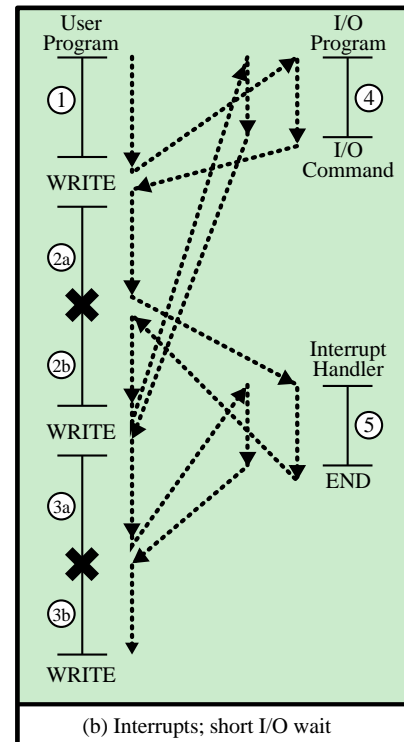 User
Program
I/O
Program
1
4
WRITE
I/O
Command
2a
2b
Interrupt
Handler
5
WRITE
END
3a
3b
WRITE
(b) Interrupts; short I/O wait